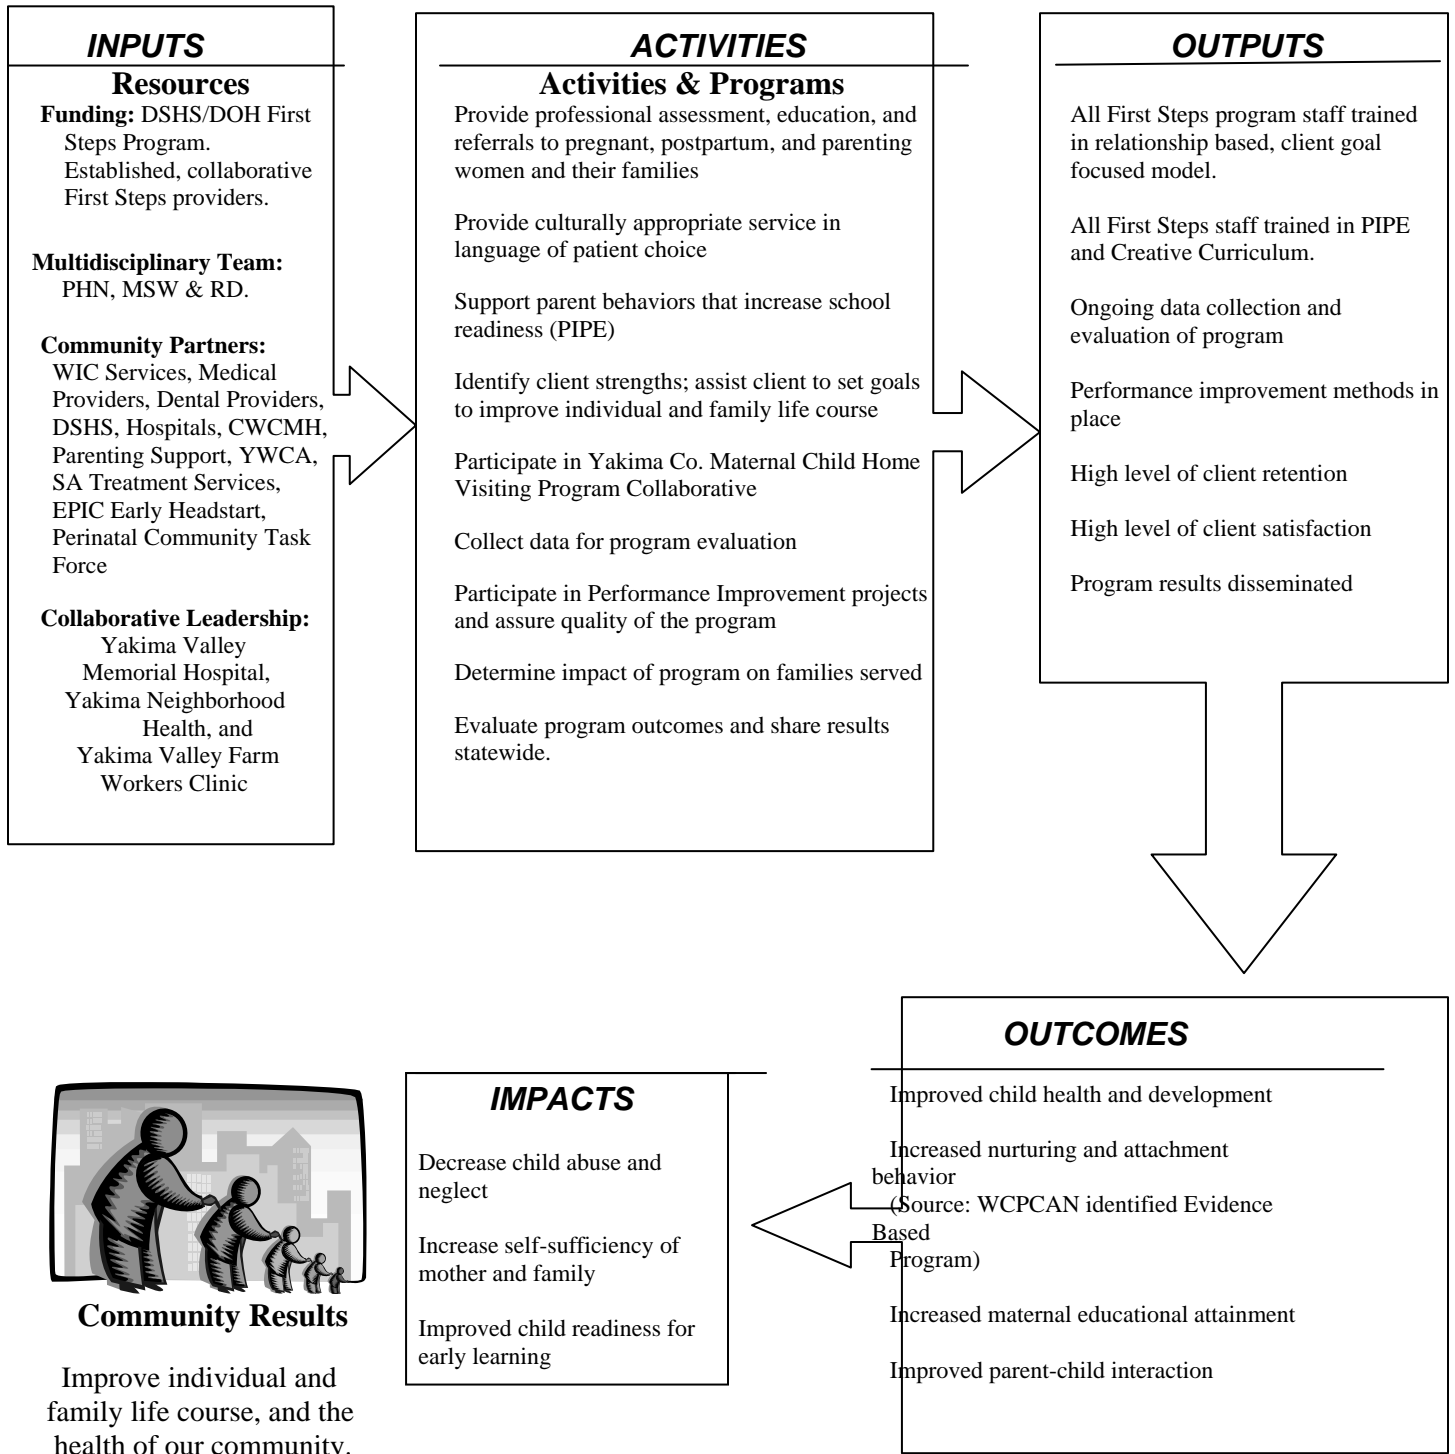 INPUTS
Resources
Funding: DSHS/DOH First
Steps Program.
Established, collaborative
First Steps providers.
Multidisciplinary Team:
PHN, MSW & RD.
Community Partners:
WIC Services, Medical
Providers, Dental Providers,
DSHS, Hospitals, CWCMH,
Parenting Support, YWCA,
SA Treatment Services,
EPIC Early Headstart,
Perinatal Community Task
Force
Collaborative Leadership:
Yakima Valley
Memorial Hospital,
Yakima Neighborhood
Health, and
Yakima Valley Farm
Workers Clinic
ACTIVITIES
Activities & Programs
Provide professional assessment, education, and
referrals to pregnant, postpartum, and parenting
women and their families
Provide culturally appropriate service in
language of patient choice
Support parent behaviors that increase school
readiness (PIPE)
Identify client strengths; assist client to set goals
to improve individual and family life course
Participate in Yakima Co. Maternal Child Home
Visiting Program Collaborative
Collect data for program evaluation
Participate in Performance Improvement projects
and assure quality of the program
Determine impact of program on families served
Evaluate program outcomes and share results
statewide.
OUTPUTS
All First Steps program staff trained
in relationship based, client goal
focused model.
All First Steps staff trained in PIPE
and Creative Curriculum.
Ongoing data collection and
evaluation of program
Performance improvement methods in
place
High level of client retention
High level of client satisfaction
Program results disseminated
OUTCOMES
Improved child health and development
Increased nurturing and attachment
behavior
(Source: WCPCAN identified Evidence
Based
Program)
Increased maternal educational attainment
Improved parent-child interaction
IMPACTS
Decrease child abuse and
neglect
Increase self-sufficiency of
mother and family
Improved child readiness for
early learning
Community Results
Improve individual and
family life course, and the
health of our community.